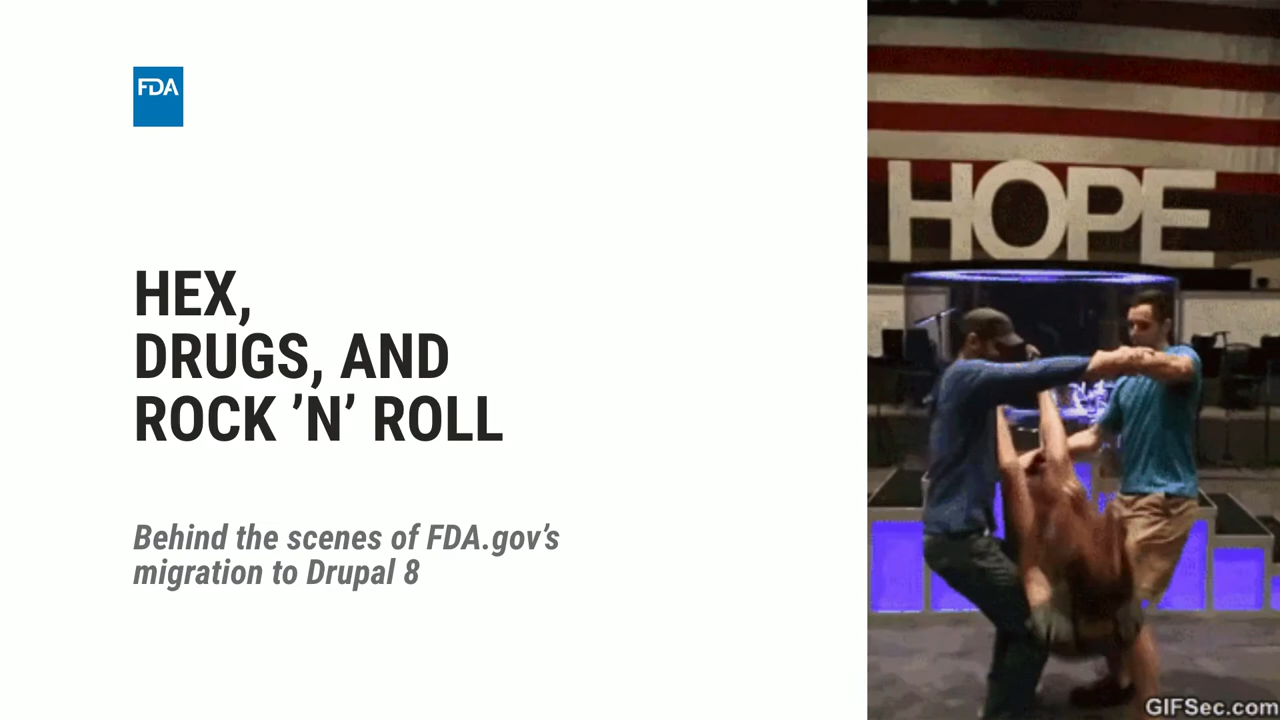 FDA
HEX,
DRUGS, AND
ROCK ’N’ ROLL
Behind the scenes of FDA.gov’s
migration to Drupal 8
HOPE
GIFSec.com